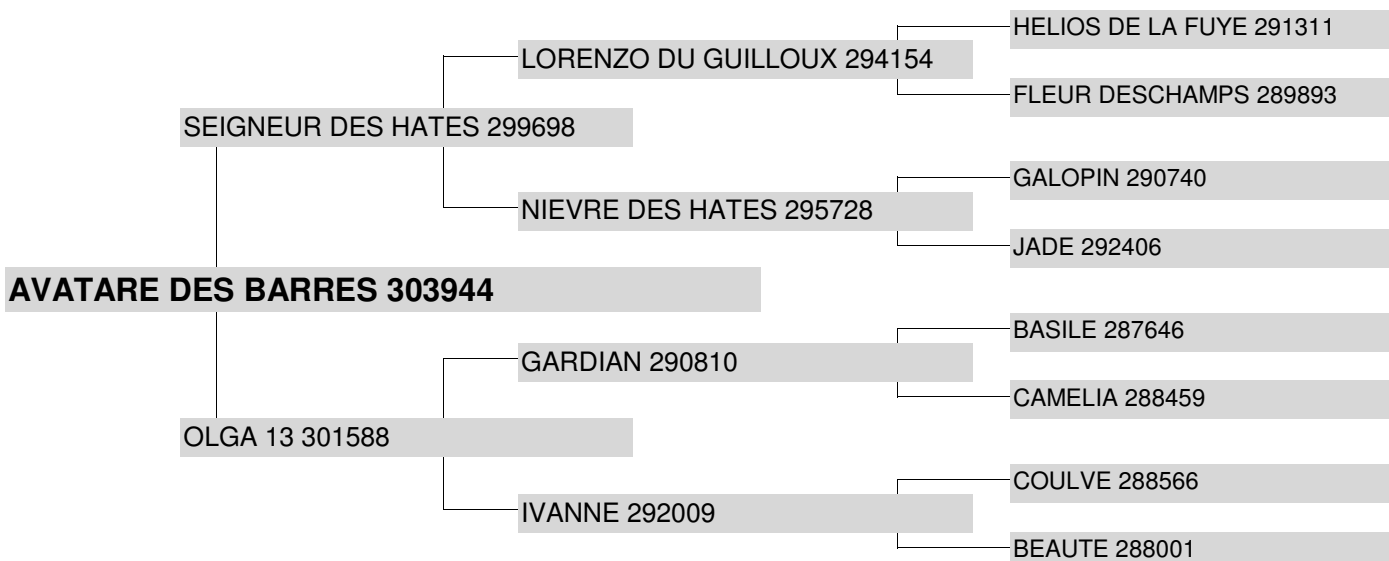 HELIOS DE LA FUYE 291311
LORENZO DU GUILLOUX 294154
FLEUR DESCHAMPS 289893
SEIGNEUR DES HATES 299698
GALOPIN 290740
NIEVRE DES HATES 295728
JADE 292406
AVATARE DES BARRES 303944
BASILE 287646
GARDIAN 290810
CAMELIA 288459
OLGA 13 301588
COULVE 288566
IVANNE 292009
BEAUTE 288001